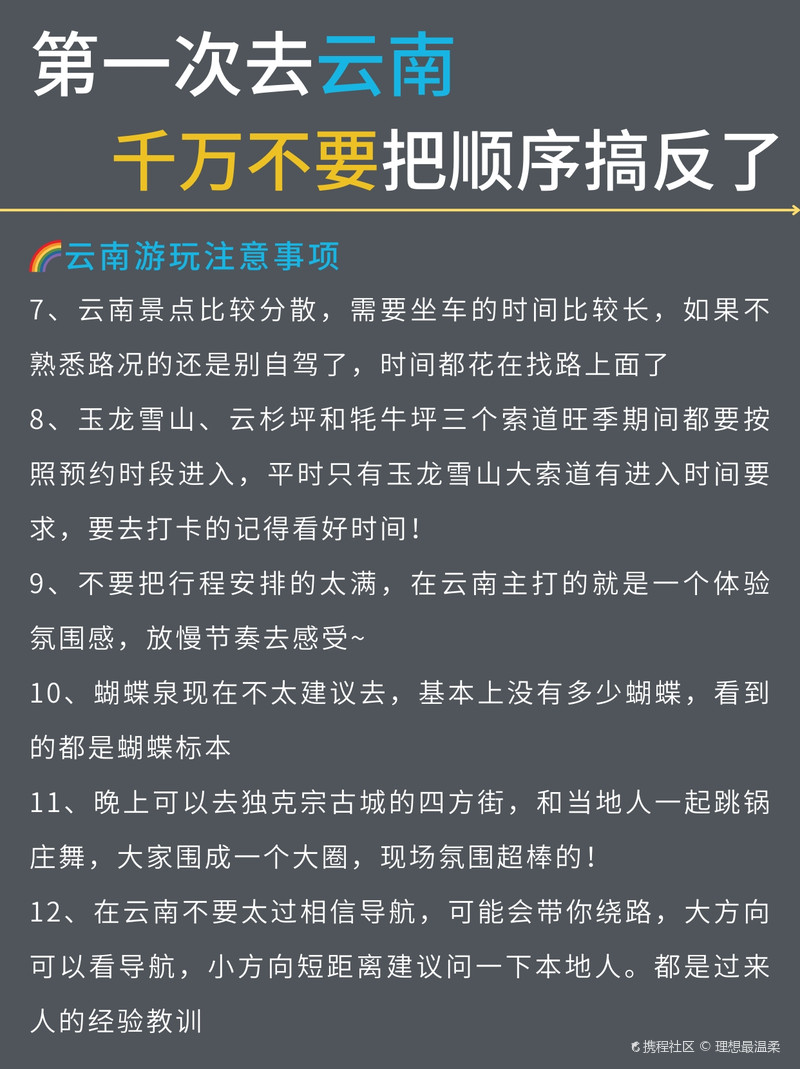 第一次去云南
千万不要把顺序搞反了
云南游玩注意事项
7、云南景点比较分散，需要坐车的时间比较长，如果不
熟悉路况的还是别自驾了，时间都花在找路上面了
8、玉龙雪山、云杉坪和牦牛坪三个索道旺季期间都要按
照预约时段进入，平时只有玉龙雪山大索道有进入时间要
求，要去打卡的记得看好时间！
9、不要把行程安排的太满，在云南主打的就是一个体验
氛围感，放慢节奏去感受~
10、蝴蝶泉现在不太建议去，基本上没有多少蝴蝶，看到
的都是蝴蝶标本
11、晚上可以去独克宗古城的四方街，和当地人一起跳锅
庄舞，大家围成一个大圈，现场氛围超棒的！
12、在云南不要太过相信导航，可能会带你绕路，大方向
可以看导航，小方向短距离建议问一下本地人。都是过来
人的经验教训
携程社区 © 理想最温柔